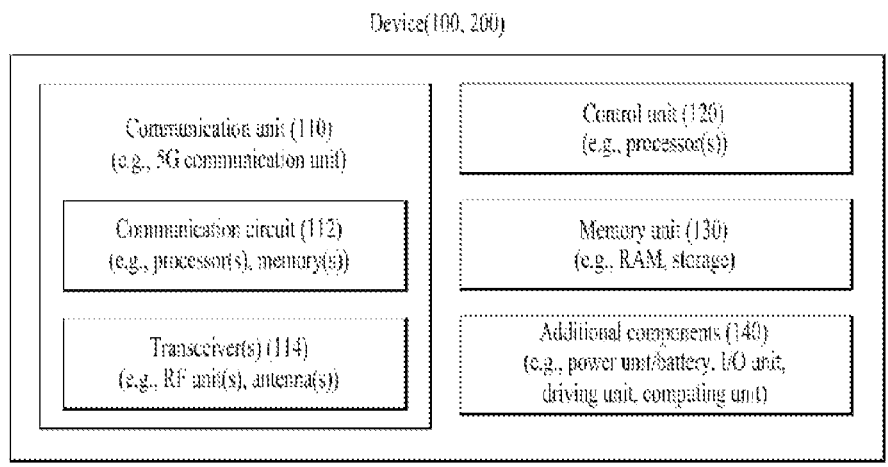 Device(100, 200)
Communication unit (110)
(e.g., 5G communication unit)
Communication circuit (112)
(e.g., processor(s), memory(s))
Transceiver(s) (114)
(e.g., RF unit(s), antenna(s))
Control unit (120)
(e.g., processor(s))
Memory unit (130)
(e.g., RAM, storage)
Additional components (140)
(e.g., power unit/battery, I/O unit,
driving unit, computing unit)